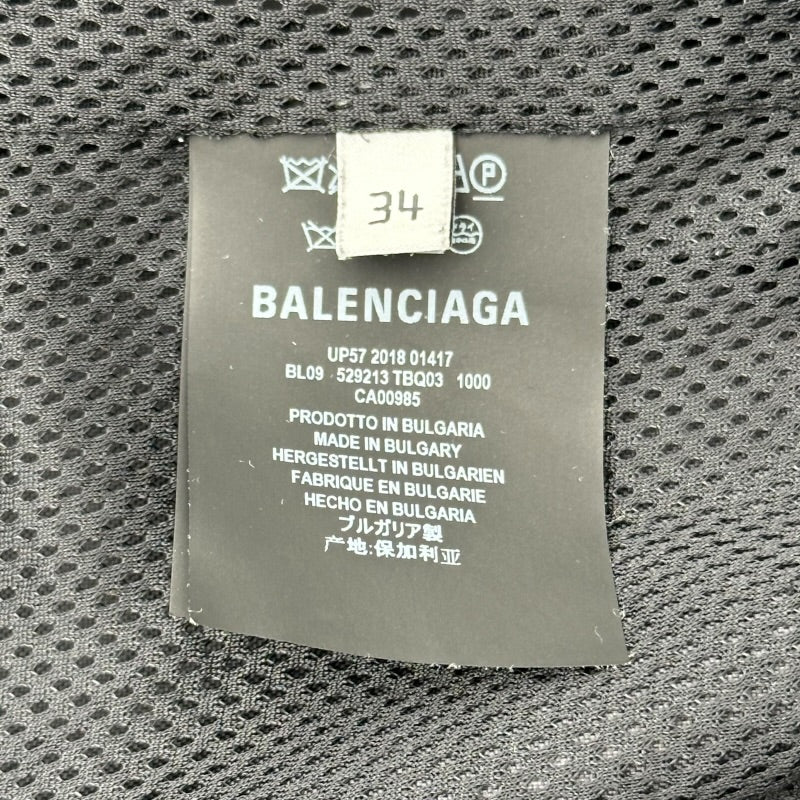 34
P
BALENCIAGA
UP57 2018 01417
BL09 529213 TBQ03 1000
CA00985
PRODOTTO IN BULGARIA
MADE IN BULGARY
HERGESTELLT IN BULGARIEN
FABRIQUE EN BULGARIE
HECHO EN BULGARIA
ブルガリア製
产地:保加利亚